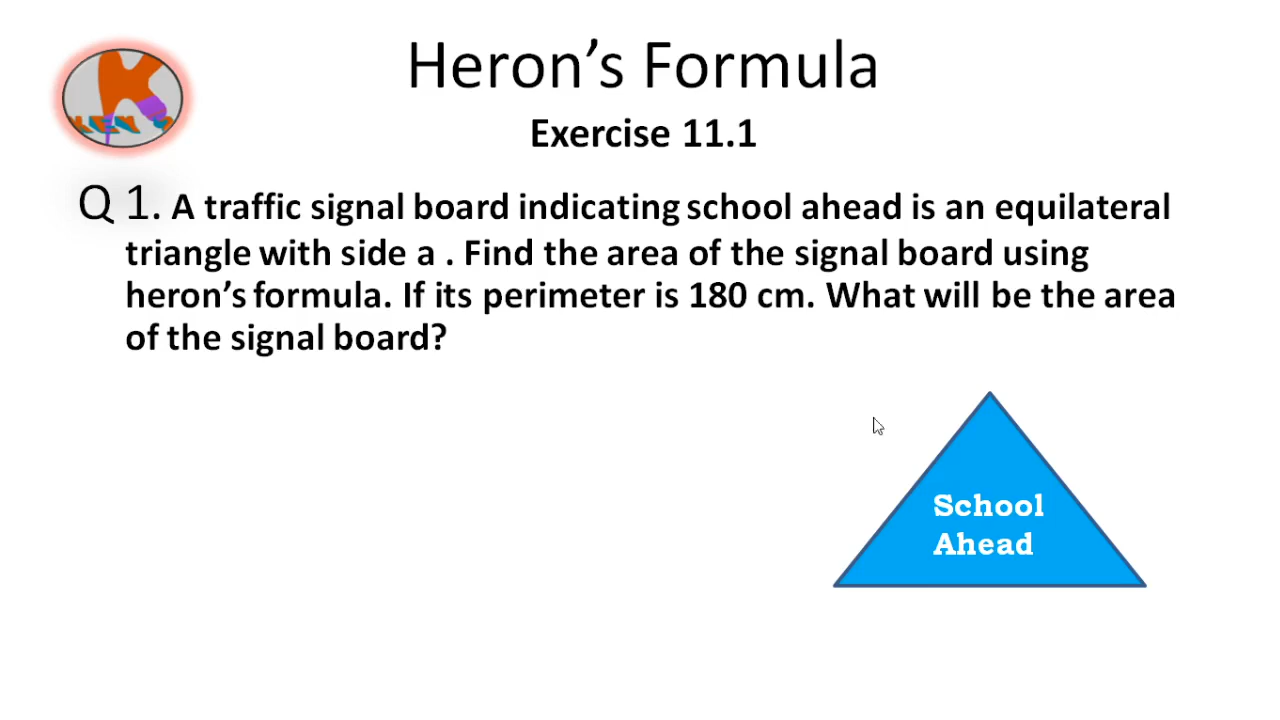 Heron's Formula
Exercise 11.1
Q 1. A traffic signal board indicating school ahead is an equilateral
triangle with side a . Find the area of the signal board using
heron's formula. If its perimeter is 180 cm. What will be the area
of the signal board?
School
Ahead